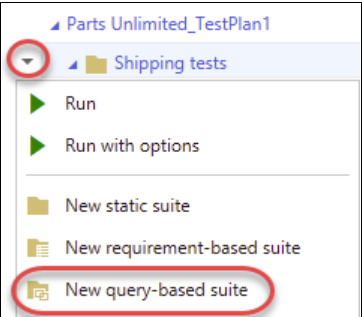 Parts Unlimited_TestPlan1
Shipping tests
Run
Run with options
New static suite
New requirement-based suite
New query-based suite